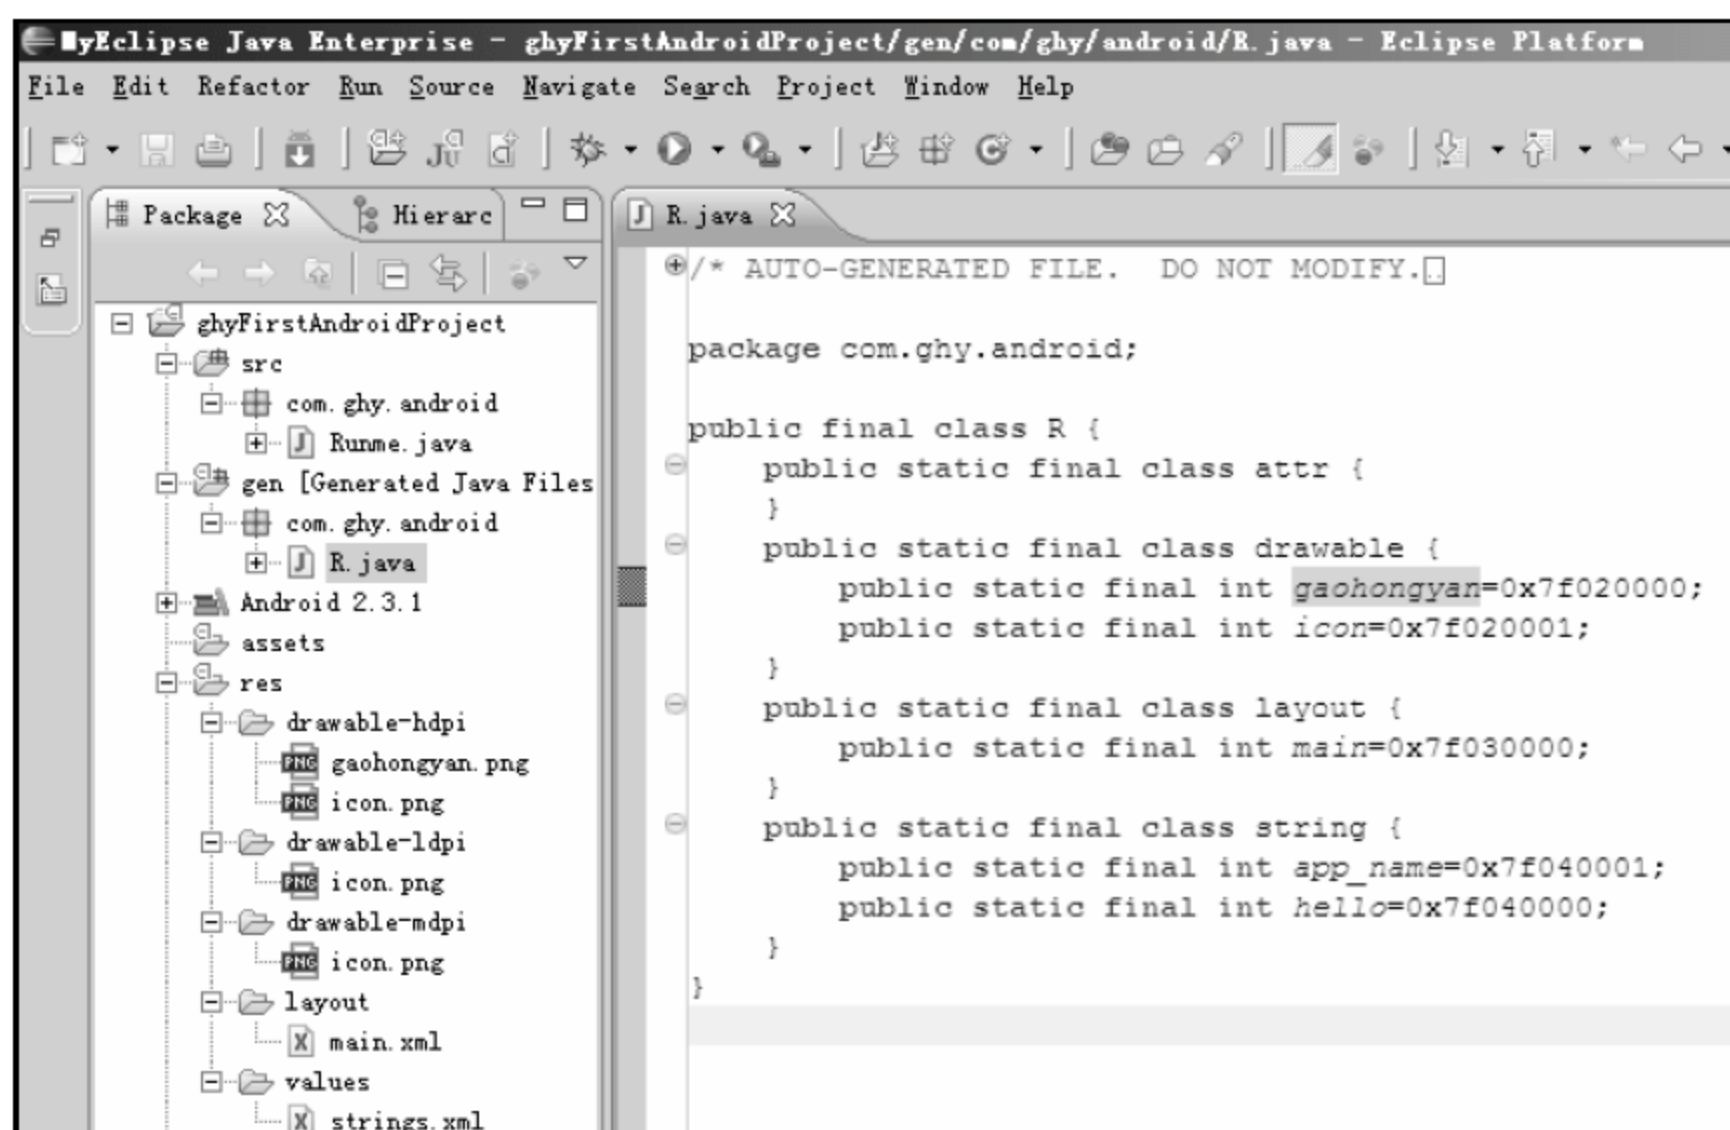 MyEclipse Java Enterprise - ghyFirstAndroidProject/gen/com/ghy/android/R.java - Eclipse Platform
File Edit Refactor Run Source Navigate Search Project Window Help
Package Hierarc
ghyFirstAndroidProject
src
com.ghy.android
Runme.java
gen [Generated Java Files
com.ghy.android
R.java
Android 2.3.1
assets
res
drawable-hdpi
gaohongyan.png
icon.png
drawable-ldpi
icon.png
drawable-mdpi
icon.png
layout
main.xml
values
strings.xml
R.java
/* AUTO-GENERATED FILE.  DO NOT MODIFY.
package com.ghy.android;
public final class R {
public static final class attr {
}
public static final class drawable {
public static final int gaohongyan=0x7f020000;
public static final int icon=0x7f020001;
}
public static final class layout {
public static final int main=0x7f030000;
}
public static final class string {
public static final int app_name=0x7f040001;
public static final int hello=0x7f040000;
}
}